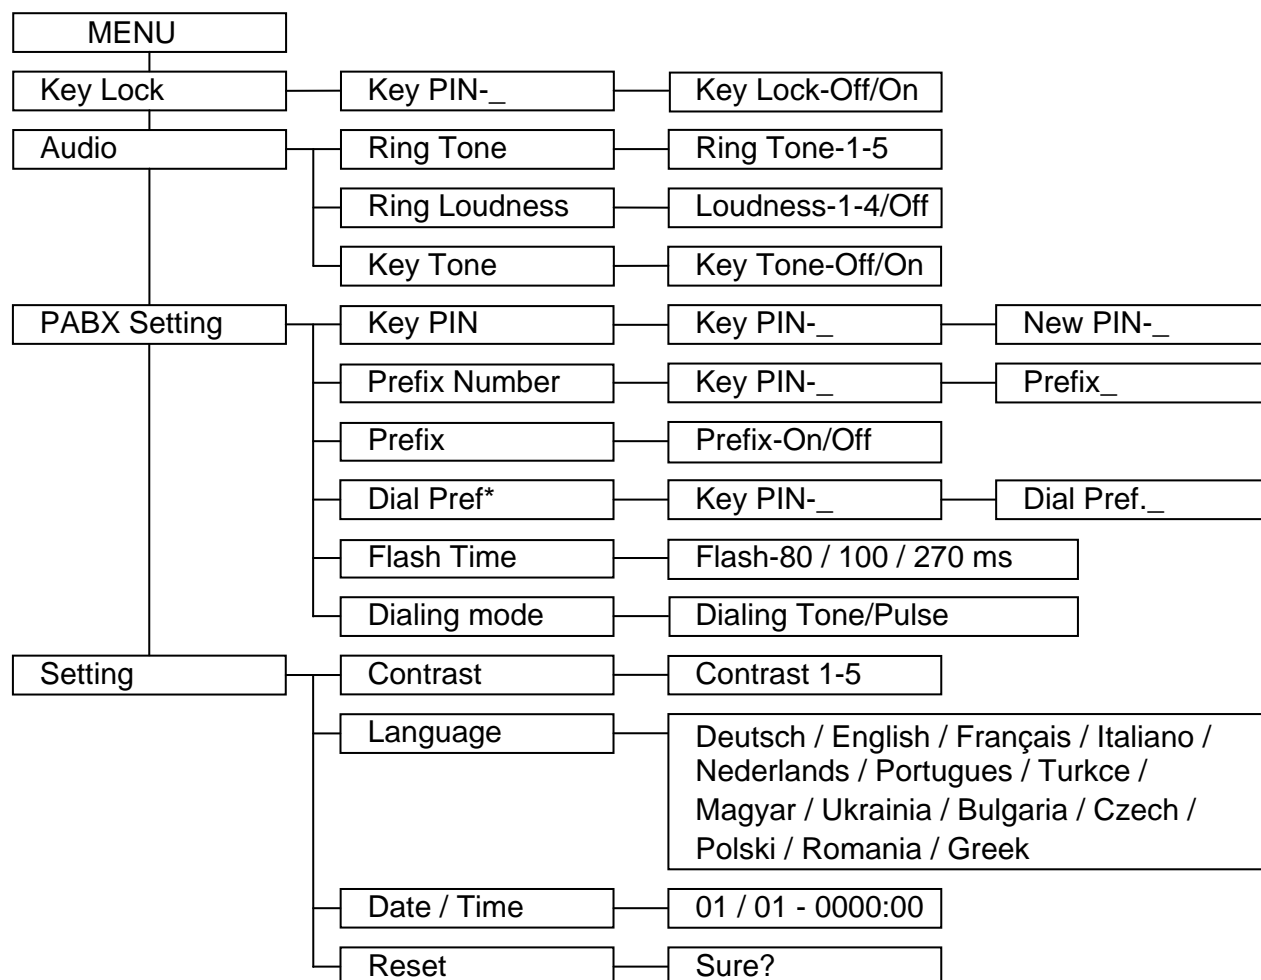 MENU
Key Lock Key PIN-_ Key Lock-Off/On
Audio Ring Tone Ring Tone-1-5
Ring Loudness Loudness-1-4/Off
Key Tone Key Tone-Off/On
PABX Setting Key PIN Key PIN-_ New PIN-_
Prefix Number Key PIN-_ Prefix_
Prefix Prefix-On/Off
Dial Pref* Key PIN-_ Dial Pref._
Flash Time Flash-80 / 100 / 270 ms
Dialing mode Dialing Tone/Pulse
Setting Contrast Contrast 1-5
Language Deutsch / English / Français / Italiano /
Nederlands / Portugues / Turkce /
Magyar / Ukrainia / Bulgaria / Czech /
Polski / Romania / Greek
Date / Time 01 / 01 - 0000:00
Reset Sure?